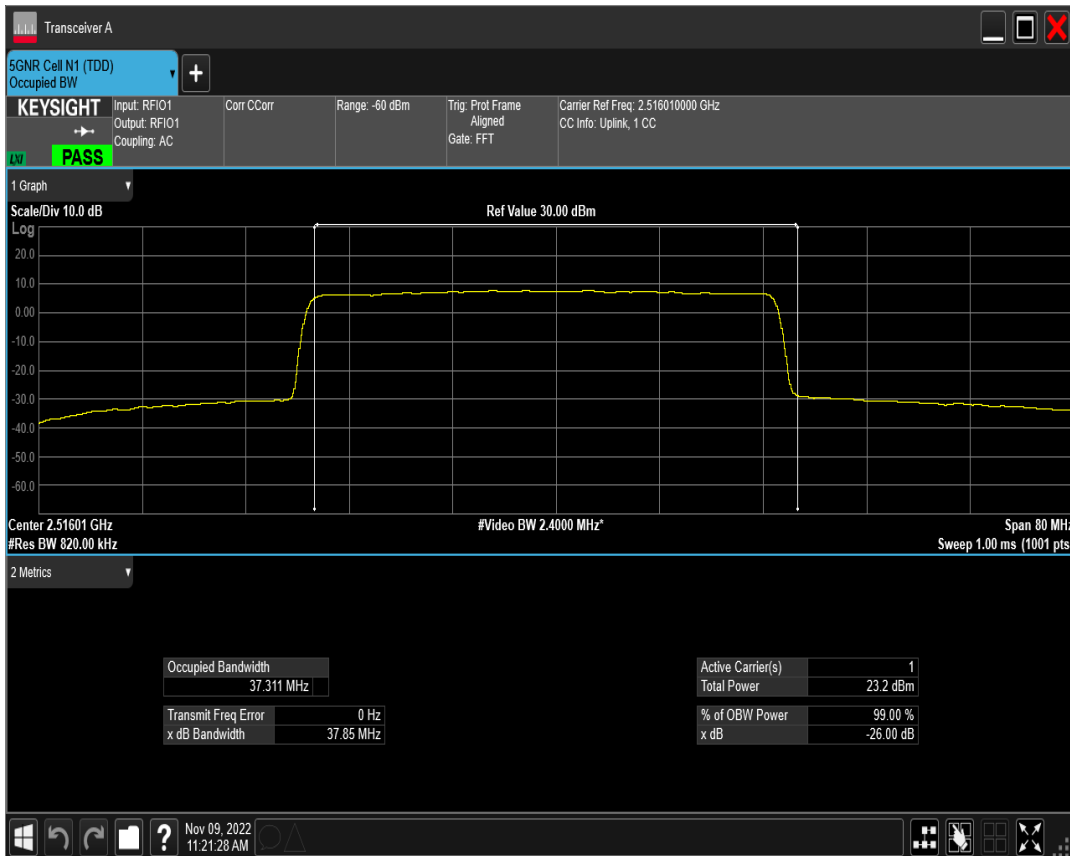 Transceiver A
5GNR Cell N1 (TDD)
Occupied BW
+
KEYSIGHT
LXI
PASS
Input: RFIO1
Output: RFIO1
Coupling: AC
Corr CCorr
Range: -60 dBm
Trig: Prot Frame
Aligned
Gate: FFT
Carrier Ref Freq: 2.516010000 GHz
CC Info: Uplink, 1 CC
1 Graph
Scale/Div 10.0 dB
Ref Value 30.00 dBm
Log
20.0
10.0
0.00
-10.0
-20.0
-30.0
-40.0
-50.0
-60.0
Center 2.51601 GHz
#Video BW 2.4000 MHz*
Span 80 MHz
#Res BW 820.00 kHz
Sweep 1.00 ms (1001 pts
2 Metrics
Occupied Bandwidth
37.311 MHz
Active Carrier(s) 1
Total Power 23.2 dBm
Transmit Freq Error 0 Hz
x dB Bandwidth 37.85 MHz
% of OBW Power 99.00 %
x dB -26.00 dB
?
Nov 09, 2022
11:21:28 AM